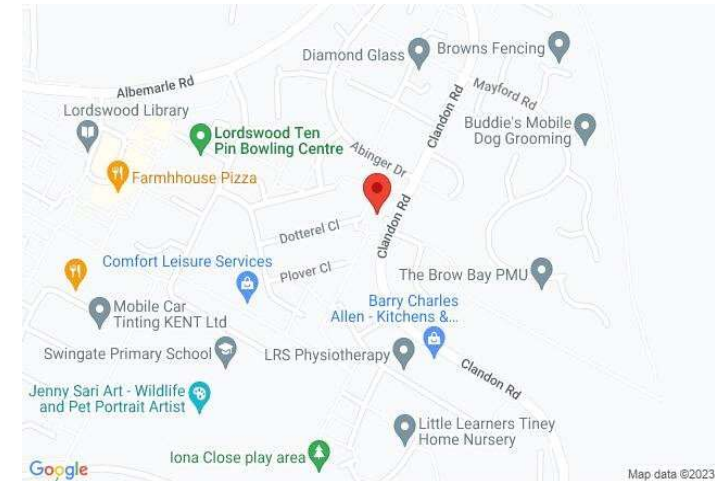 Diamond Glass
Browns Fencing
Albemarle Rd
Mayford Rd
Lordswood Library
Clandon Rd
Buddie's Mobile
Dog Grooming
Lordswood Ten
Pin Bowling Centre
Abinger Dr
Farmhhouse Pizza
Clandon Rd
Dotterel Cl
Comfort Leisure Services
Plover Cl
The Brow Bay PMU
Mobile Car
Tinting KENT Ltd
Barry Charles
Allen - Kitchens &...
Swingate Primary School
LRS Physiotherapy
Clandon Rd
Jenny Sari Art - Wildlife
and Pet Portrait Artist
Little Learners Tiney
Home Nursery
Iona Close play area
Google
Map data ©2023